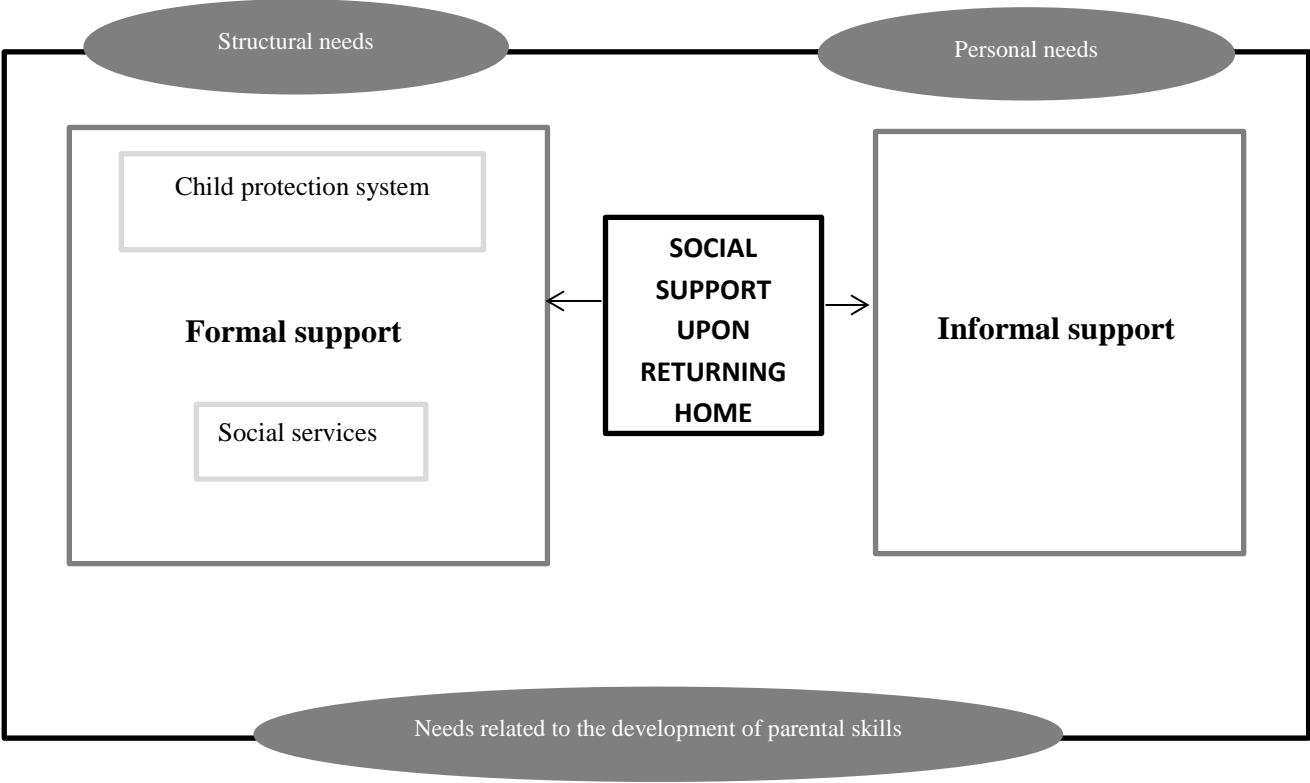 Structural needs
Personal needs
Child protection system
Formal support
Social services
SOCIAL
SUPPORT
UPON
RETURNING
HOME
Informal support
Needs related to the development of parental skills